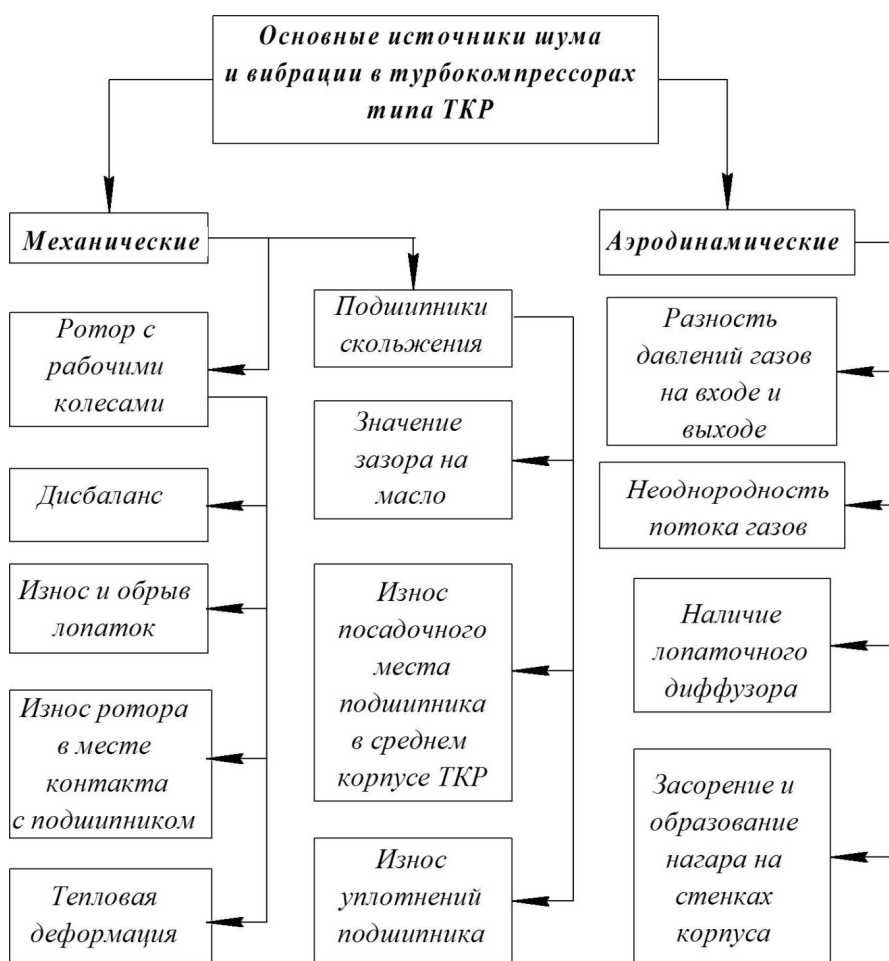 Основные источники шума
и вибрации в турбокомпрессорах
типа ТКР
Механические
Ротор с
рабочими
колесами
Дисбаланс
Износ и обрыв
лопаток
Износ ротора
в месте
контакта
с подшипником
Тепловая
деформация
Подшипники
скольжения
Значение
зазора на
масло
Износ
посадочного
места
подшипника
в среднем
корпусе ТКР
Износ
уплотнений
подшипника
Аэродинамические
Разность
давлений газов
на входе и
выходе
Неоднородность
потока газов
Наличие
лопаточного
диффузора
Засорение и
образование
нагара на
стенках
корпуса